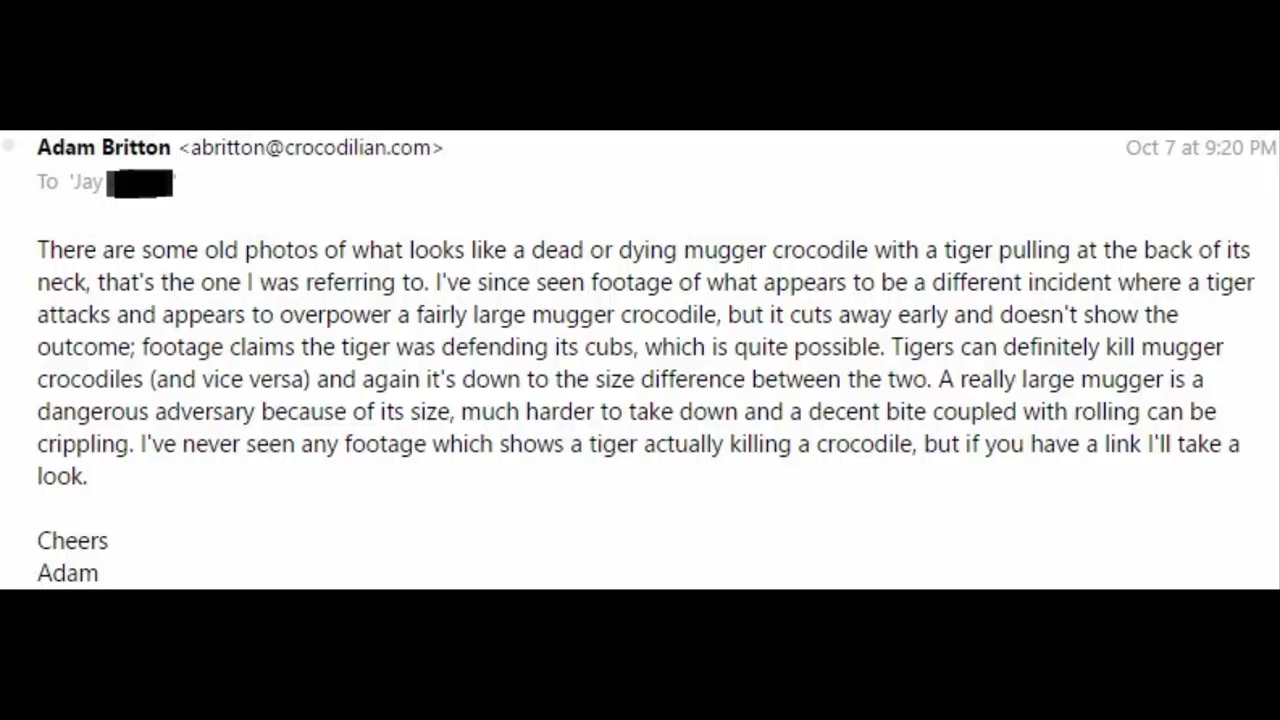 Adam Britton <abritton@crocodilian.com>
Oct 7 at 9:20 PM
To 'Jay '
There are some old photos of what looks like a dead or dying mugger crocodile with a tiger pulling at the back of its
neck, that's the one I was referring to. I've since seen footage of what appears to be a different incident where a tiger
attacks and appears to overpower a fairly large mugger crocodile, but it cuts away early and doesn't show the
outcome; footage claims the tiger was defending its cubs, which is quite possible. Tigers can definitely kill mugger
crocodiles (and vice versa) and again it's down to the size difference between the two. A really large mugger is a
dangerous adversary because of its size, much harder to take down and a decent bite coupled with rolling can be
crippling. I've never seen any footage which shows a tiger actually killing a crocodile, but if you have a link I'll take a
look.
Cheers
Adam